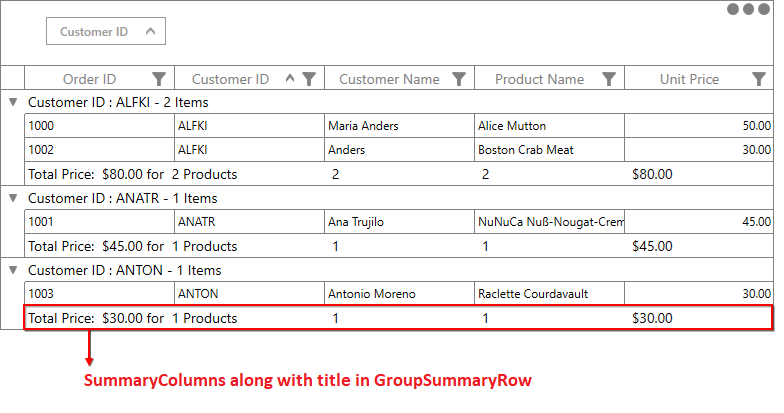 Customer ID
Order ID Customer ID Customer Name Product Name Unit Price
Customer ID : ALFKI - 2 Items
1000 ALFKI Maria Anders Alice Mutton 50.00
1002 ALFKI Anders Boston Crab Meat 30.00
Total Price: $80.00 for 2 Products 2 2 $80.00
Customer ID : ANATR - 1 Items
1001 ANATR Ana Trujilo NuNuCa Nuß-Nougat-Crem 45.00
Total Price: $45.00 for 1 Products 1 1 $45.00
Customer ID : ANTON - 1 Items
1003 ANTON Antonio Moreno Raclette Courdavault 30.00
Total Price: $30.00 for 1 Products 1 1 $30.00
SummaryColumns along with title in GroupSummaryRow